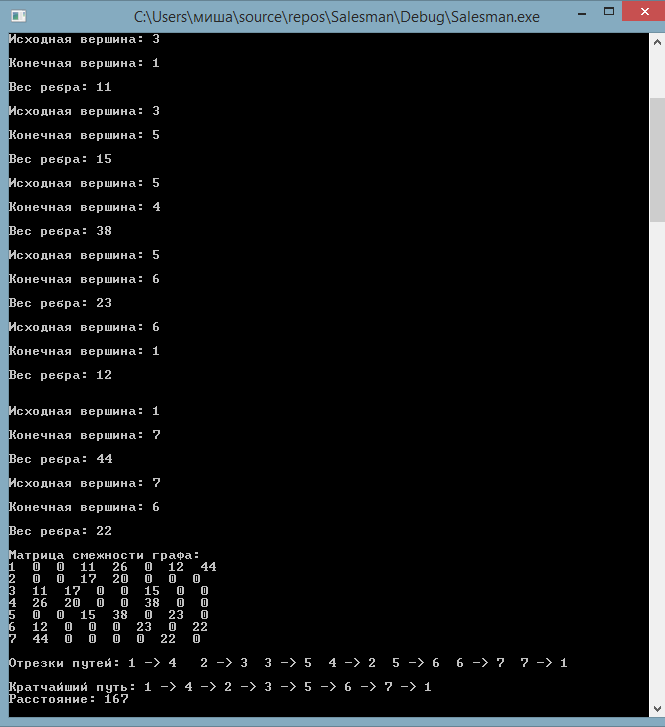 C:\Users\миша\source\repos\Salesman\Debug\Salesman.exe
Исходная вершина: 3
Конечная вершина: 1
Вес ребра: 11
Исходная вершина: 3
Конечная вершина: 5
Вес ребра: 15
Исходная вершина: 5
Конечная вершина: 4
Вес ребра: 38
Исходная вершина: 5
Конечная вершина: 6
Вес ребра: 23
Исходная вершина: 6
Конечная вершина: 1
Вес ребра: 12
Исходная вершина: 1
Конечная вершина: 7
Вес ребра: 44
Исходная вершина: 7
Конечная вершина: 6
Вес ребра: 22
Матрица смежности графа:
1  0  0  11  26  0  12  44
2  0  0  17  20  0  0  0
3  11  17  0  0  15  0  0
4  26  20  0  0  38  0  0
5  0  0  15  38  0  23  0
6  12  0  0  0  23  0  22
7  44  0  0  0  0  22  0
Отрезки путей: 1 -> 4   2 -> 3  3 -> 5  4 -> 2  5 -> 6  6 -> 7  7 -> 1
Кратчайший путь: 1 -> 4 -> 2 -> 3 -> 5 -> 6 -> 7 -> 1
Расстояние: 167